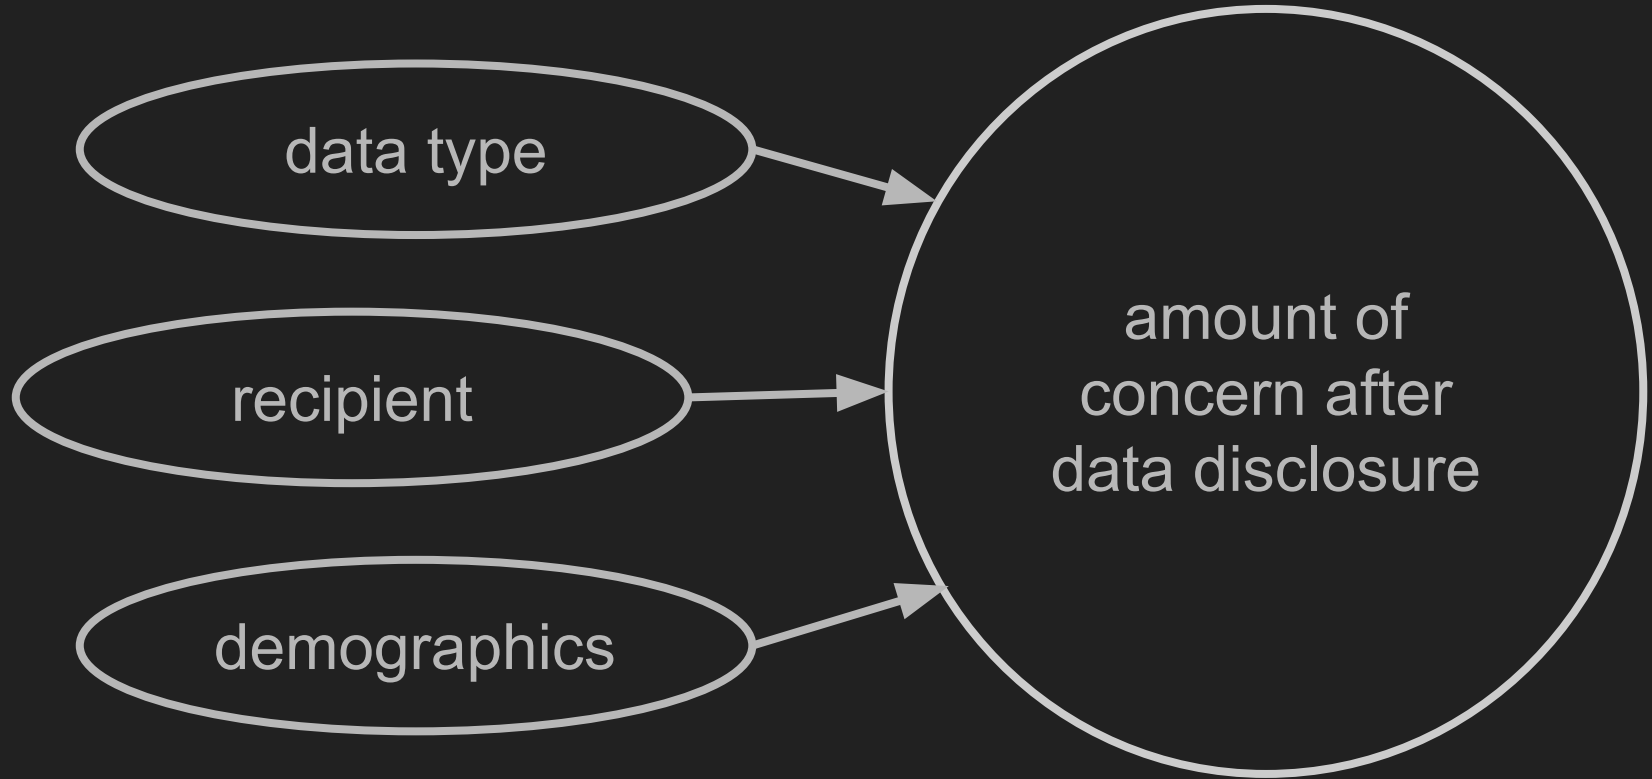 data type
recipient
demographics
amount of
concern after
data disclosure